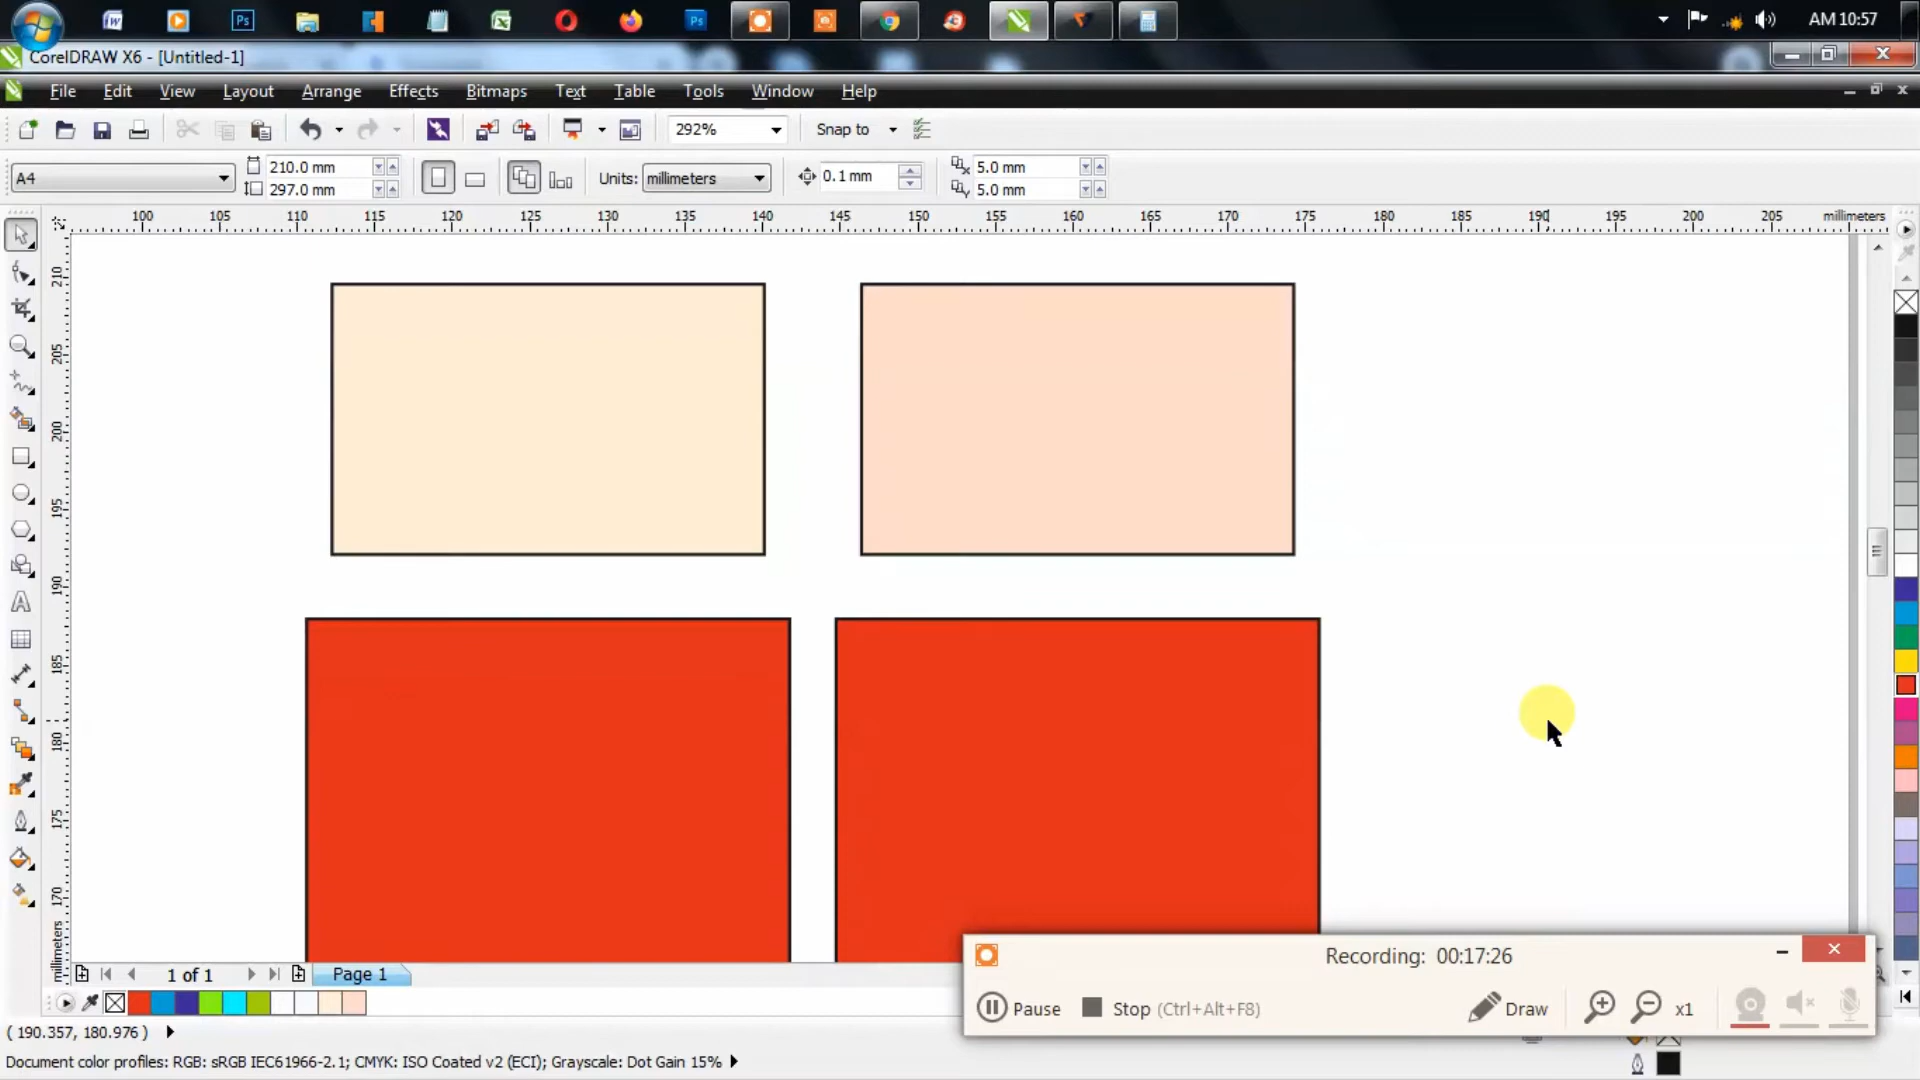 AM 10:57
CorelDRAW X6 - [Untitled-1]
File Edit View Layout Arrange Effects Bitmaps Text Table Tools Window Help
292% Snap to
A4 210.0 mm 297.0 mm Units: millimeters 0.1 mm 5.0 mm 5.0 mm
100 105 110 115 120 125 130 135 140 145 150 155 160 165 170 175 180 185 190 195 200 205 millimeters
210
205
200
195
190
185
180
175
170
millimeters
1 of 1 Page 1
Recording: 00:17:26
Pause Stop (Ctrl+Alt+F8) Draw x1
( 190.357, 180.976 )
Document color profiles: RGB: sRGB IEC61966-2.1; CMYK: ISO Coated v2 (ECI); Grayscale: Dot Gain 15%